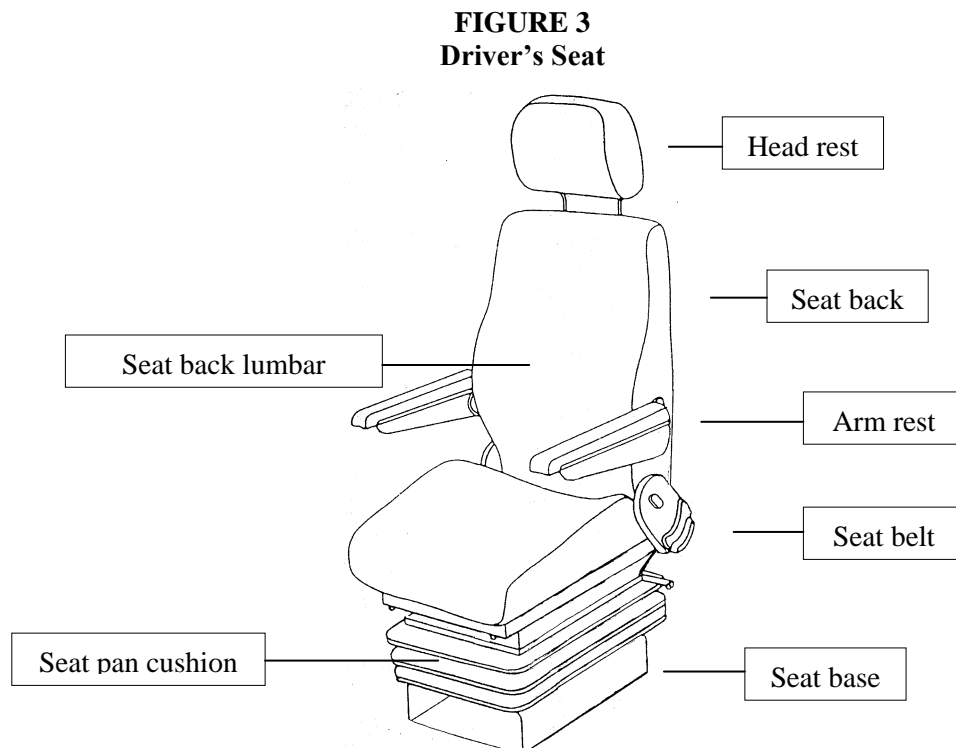 FIGURE 3
Driver's Seat
Head rest
Seat back
Seat back lumbar
Arm rest
Seat belt
Seat pan cushion
Seat base